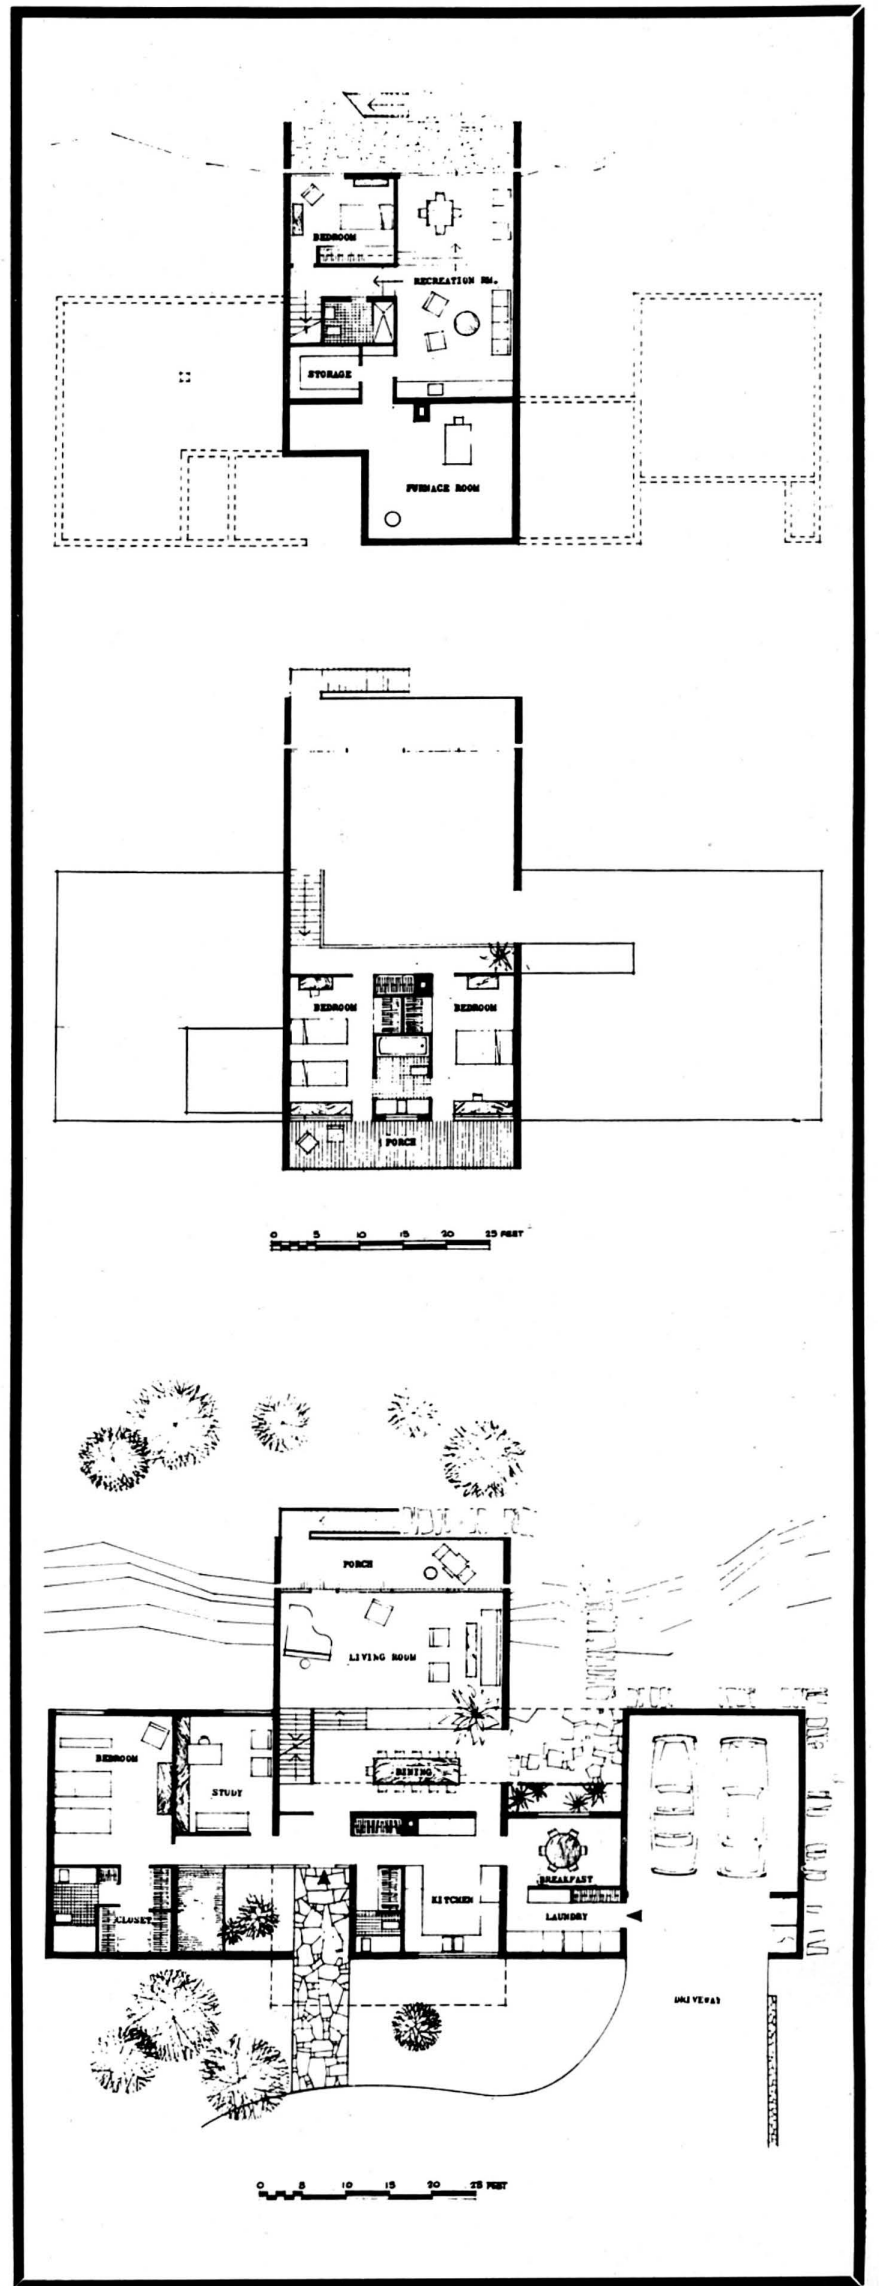 BEDROOM
RECREATION RM.
STORAGE
FURNACE ROOM
BEDROOM
BEDROOM
PORCH
0 5 10 15 20 25 FEET
PORCH
LIVING ROOM
BEDROOM
DINING
STUDY
BREAKFAST
KITCHEN
CLOSET
LAUNDRY
DRIVEWAY
0 5 10 15 20 25 FEET